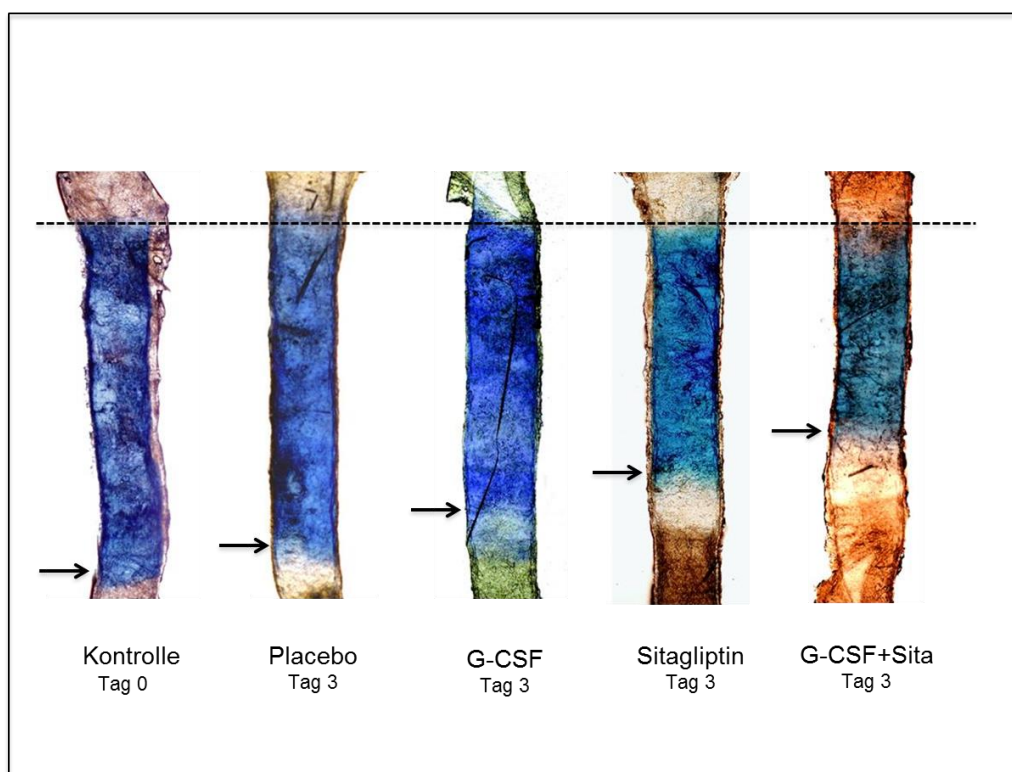 Kontrolle
Tag 0
Placebo
Tag 3
G-CSF
Tag 3
Sitagliptin
Tag 3
G-CSF+Sita
Tag 3